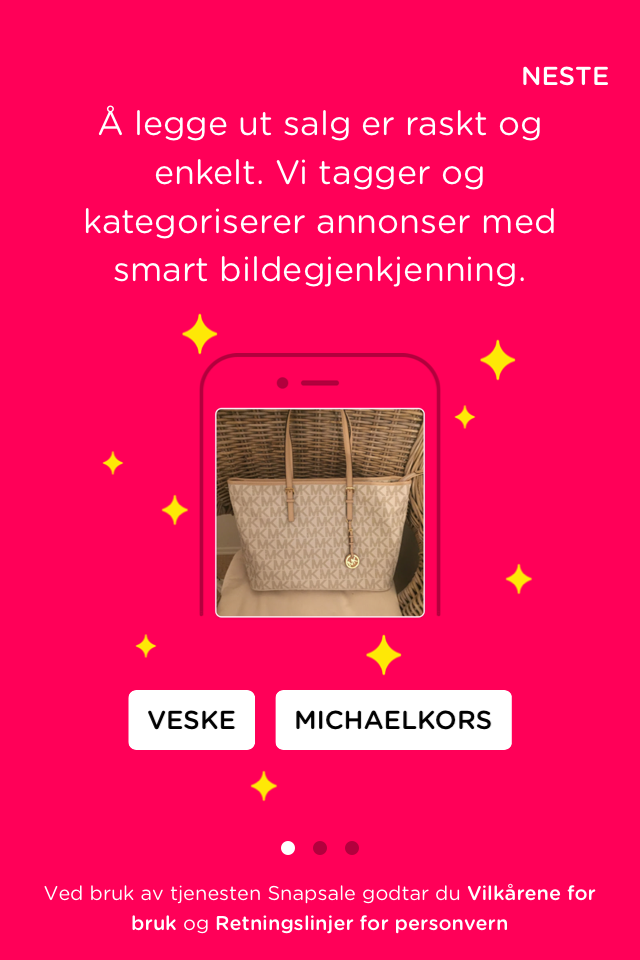 NESTE
Å legge ut salg er raskt og
enkelt. Vi tagger og
kategoriserer annonser med
smart bildegjenkjenning.
VESKE
MICHAELKORS
Ved bruk av tjenesten Snapsale godtar du Vilkårene for
bruk og Retningslinjer for personvern